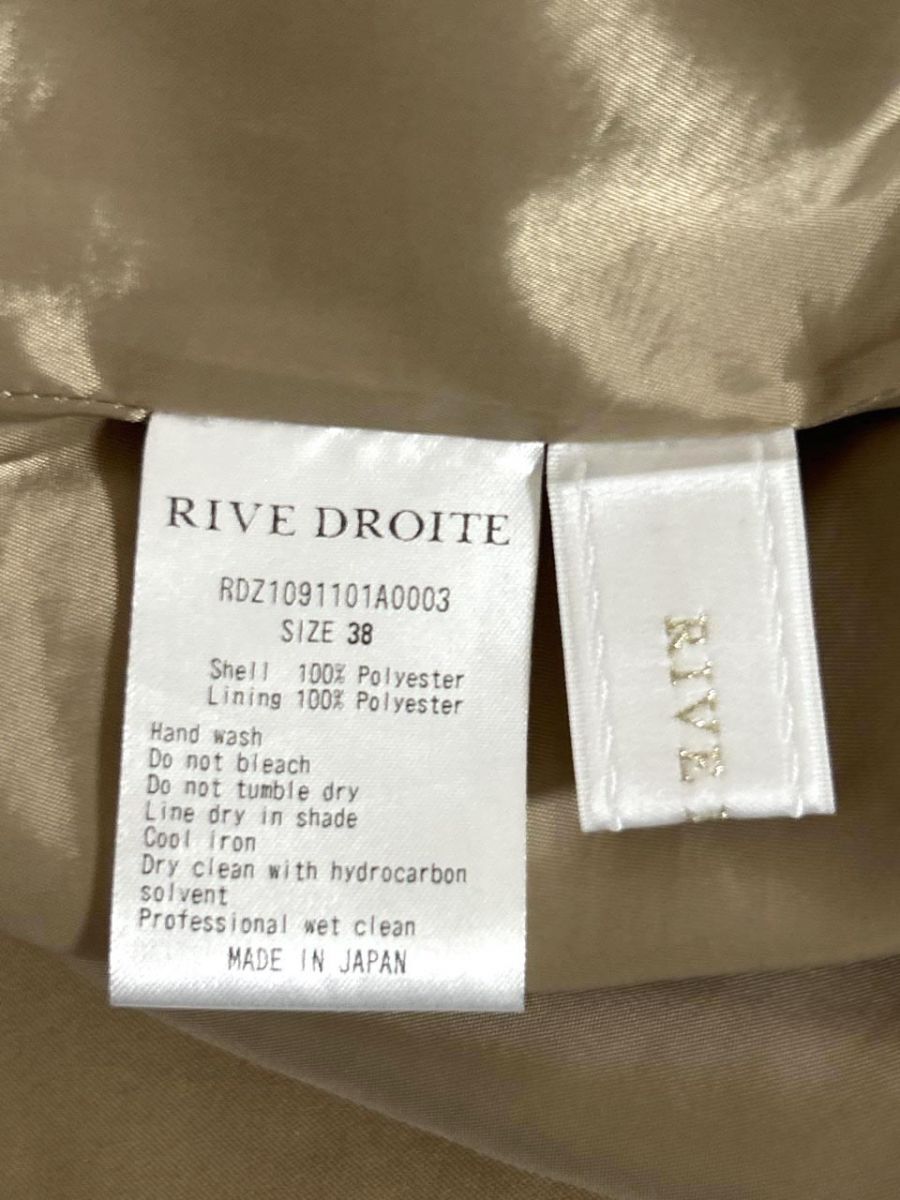 RIVE DROITE
RDZ1091101A0003
SIZE 38
Shell 100% Polyester
Lining 100% Polyester
Hand wash
Do not bleach
Do not tumble dry
Line dry in shade
Cool iron
Dry clean with hydrocarbon
solvent
Professional wet clean
MADE IN JAPAN
RIVE